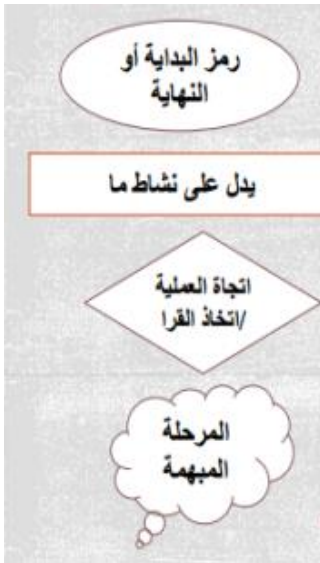 رمز البداية أو
النهاية
يدل على نشاط ما
اتجاة العملية
/اتخاذ القرا
المرحلة
المبهمة